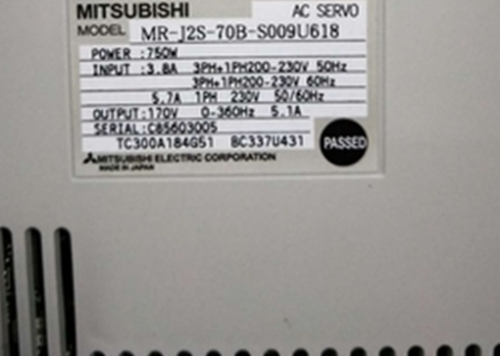 MITSUBISHI AC SERVO
MODEL MR-J2S-70B-S009U618
POWER :750W
INPUT :3.8A 3PH+1PH200-230V 50Hz
3PH+1PH200-230V 60Hz
5.7A 1PH 230V 50/60Hz
OUTPUT:170V 0-360Hz 5.1A
SERIAL:C85603005
TC300A184G51 BC337U431
PASSED
MITSUBISHI ELECTRIC CORPORATION
MADE IN JAPAN